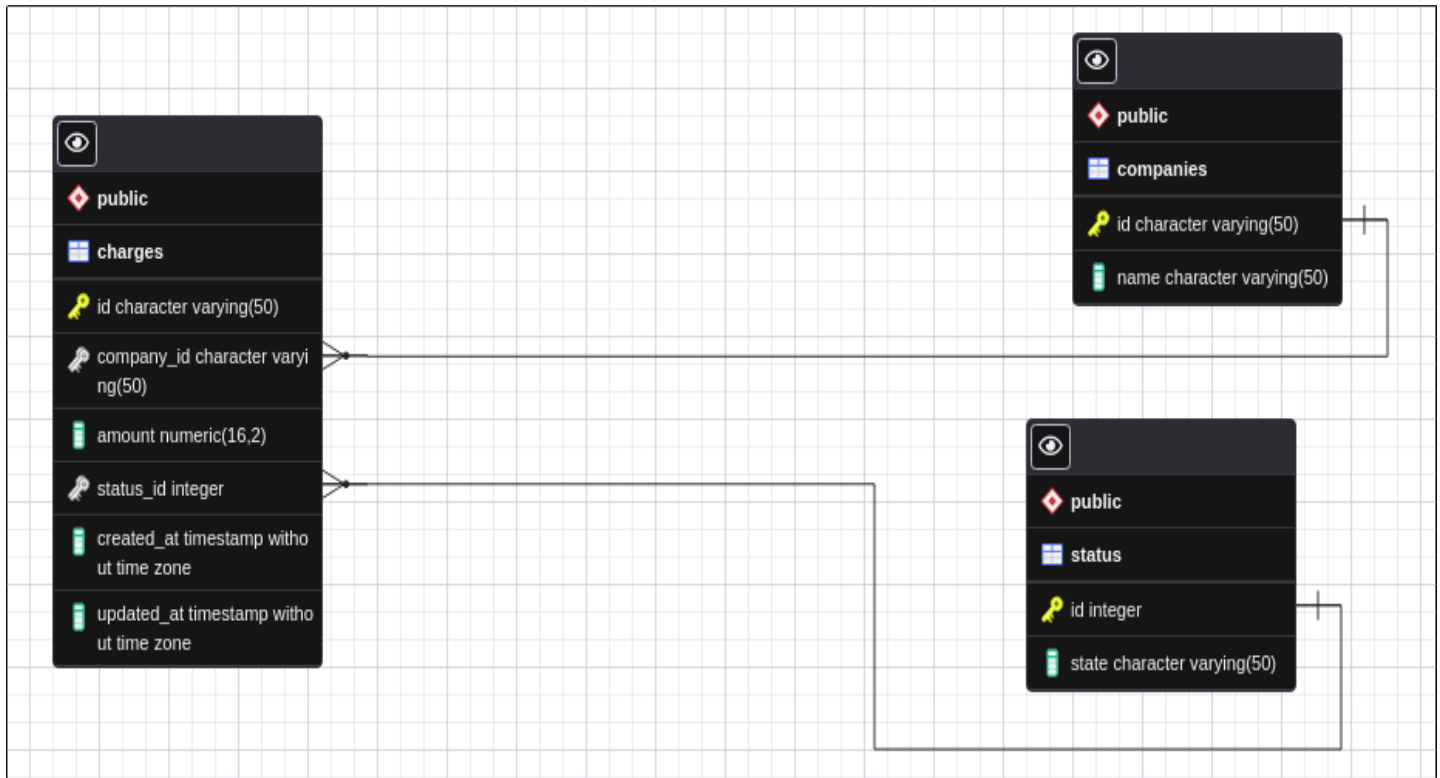 public
charges
id character varying(50)
company_id character varyi
ng(50)
amount numeric(16,2)
status_id integer
created_at timestamp witho
ut time zone
updated_at timestamp witho
ut time zone
public
companies
id character varying(50)
name character varying(50)
public
status
id integer
state character varying(50)